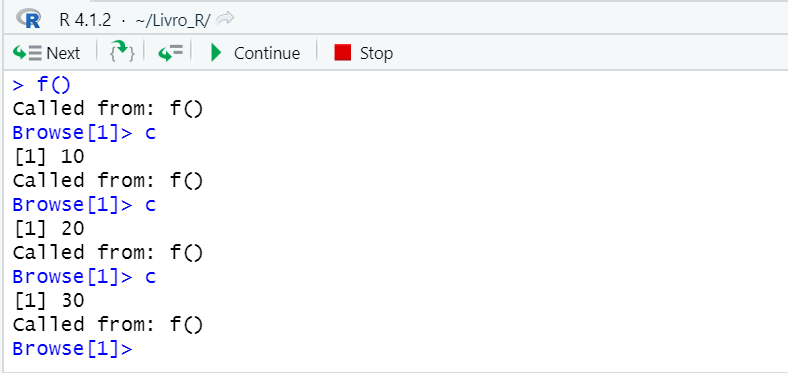 R R 4.1.2 · ~/Livro_R/
Next Continue Stop
> f()
Called from: f()
Browse[1]> c
[1] 10
Called from: f()
Browse[1]> c
[1] 20
Called from: f()
Browse[1]> c
[1] 30
Called from: f()
Browse[1]>